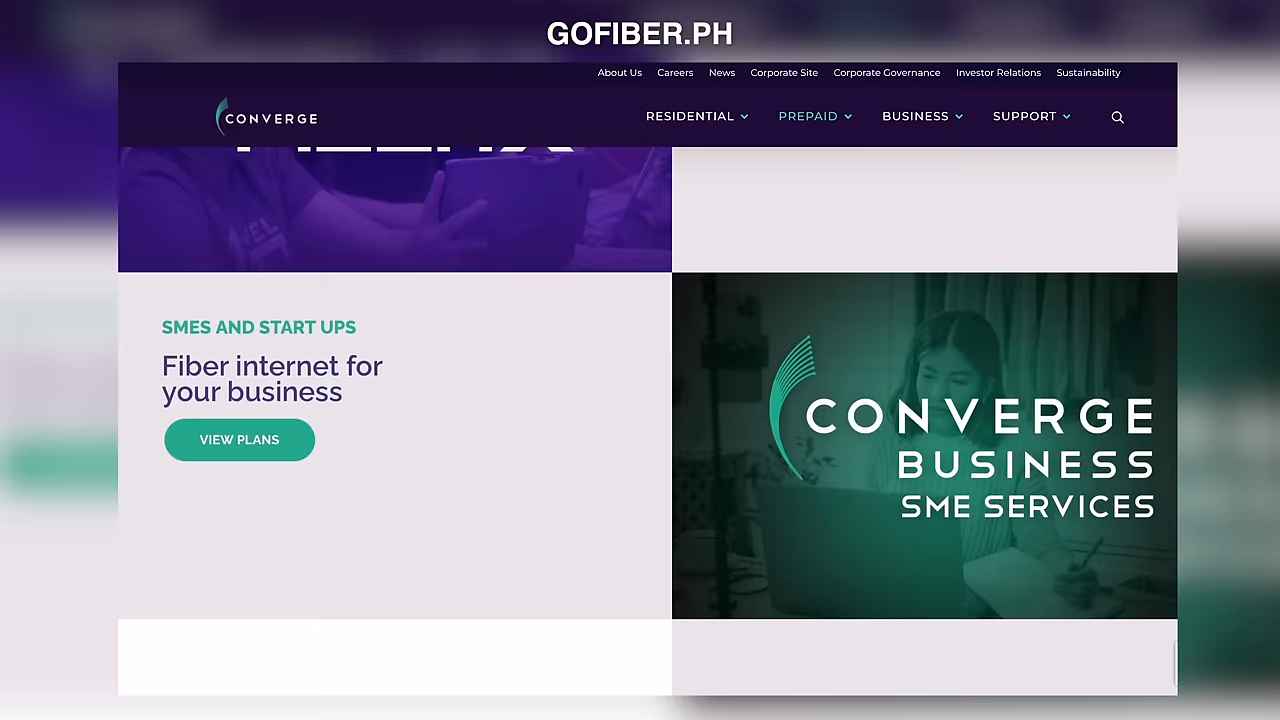 GOFIBER.PH
About Us Careers News Corporate Site Corporate Governance Investor Relations Sustainability
CONVERGE
RESIDENTIAL PREPAID BUSINESS SUPPORT
SMES AND START UPS
Fiber internet for
your business
VIEW PLANS
CONVERGE
BUSINESS
SME SERVICES